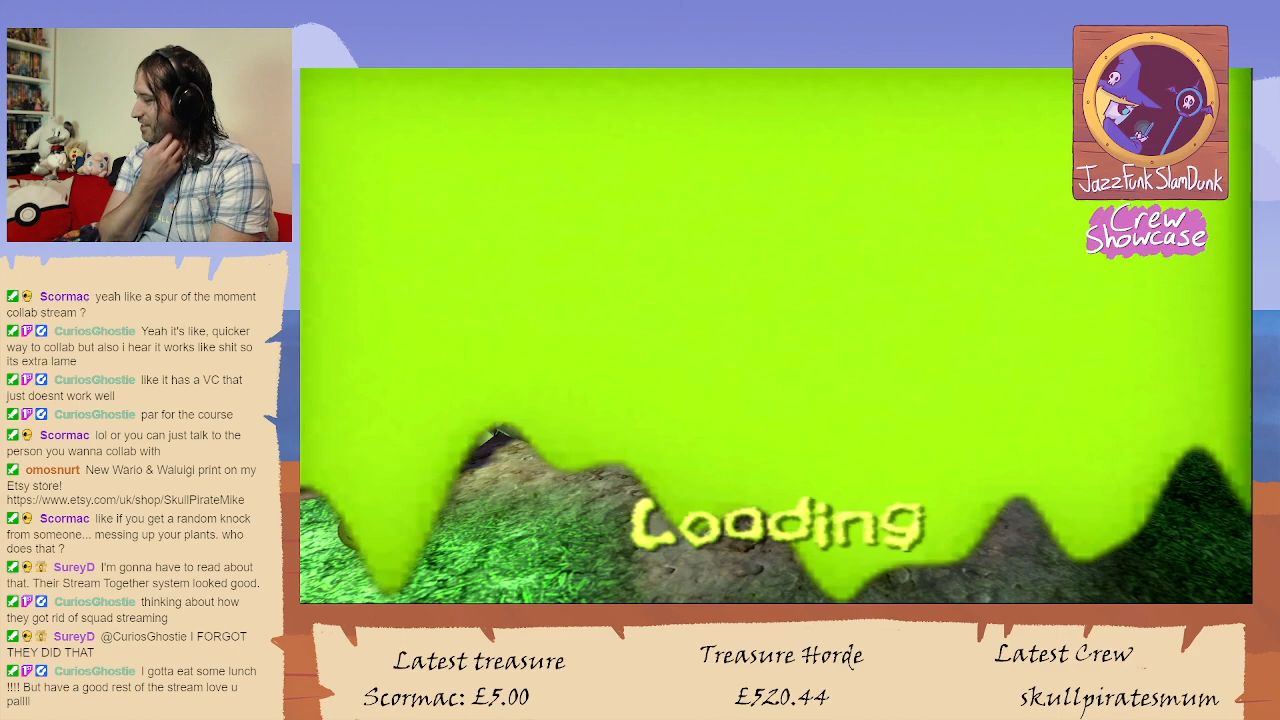 JazzFunkSlamDunk
Crew
Showcase
Scormac yeah like a spur of the moment
collab stream ?
CuriosGhostie Yeah it's like, quicker
way to collab but also i hear it works like shit so
its extra lame
CuriosGhostie like it has a VC that
just doesnt work well
CuriosGhostie par for the course
Scormac lol or you can just talk to the
person you wanna collab with
omosnurt New Wario & Waluigi print on my
Etsy store!
https://www.etsy.com/uk/shop/SkullPirateMike
Scormac like if you get a random knock
from someone... messing up your plants. who
does that ?
SureyD I'm gonna have to read about
that. Their Stream Together system looked good.
CuriosGhostie thinking about how
they got rid of squad streaming
SureyD @CuriosGhostie I FORGOT
THEY DID THAT
CuriosGhostie I gotta eat some lunch
!!!! But have a good rest of the stream love u
pallll
Loading
Latest treasure
Scormac: £5.00
Treasure Horde
£520.44
Latest Crew
skullpiratesmum